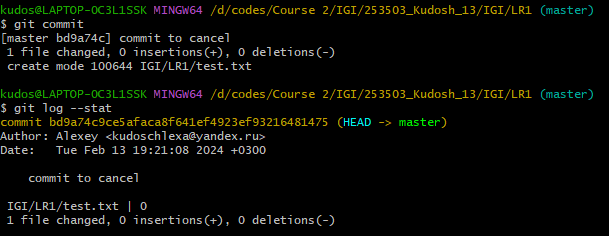 kudos@LAPTOP-OC3L1SSK MINGW64 /d/codes/Course 2/IGI/253503_Kudosh_13/IGI/LR1 (master)
$ git commit
[master bd9a74c] commit to cancel
 1 file changed, 0 insertions(+), 0 deletions(-)
 create mode 100644 IGI/LR1/test.txt

kudos@LAPTOP-OC3L1SSK MINGW64 /d/codes/Course 2/IGI/253503_Kudosh_13/IGI/LR1 (master)
$ git log --stat
commit bd9a74c9ce5afaca8f641ef4923ef93216481475 (HEAD -> master)
Author: Alexey <kudoschlexa@yandex.ru>
Date:   Tue Feb 13 19:21:08 2024 +0300

    commit to cancel

 IGI/LR1/test.txt | 0
 1 file changed, 0 insertions(+), 0 deletions(-)